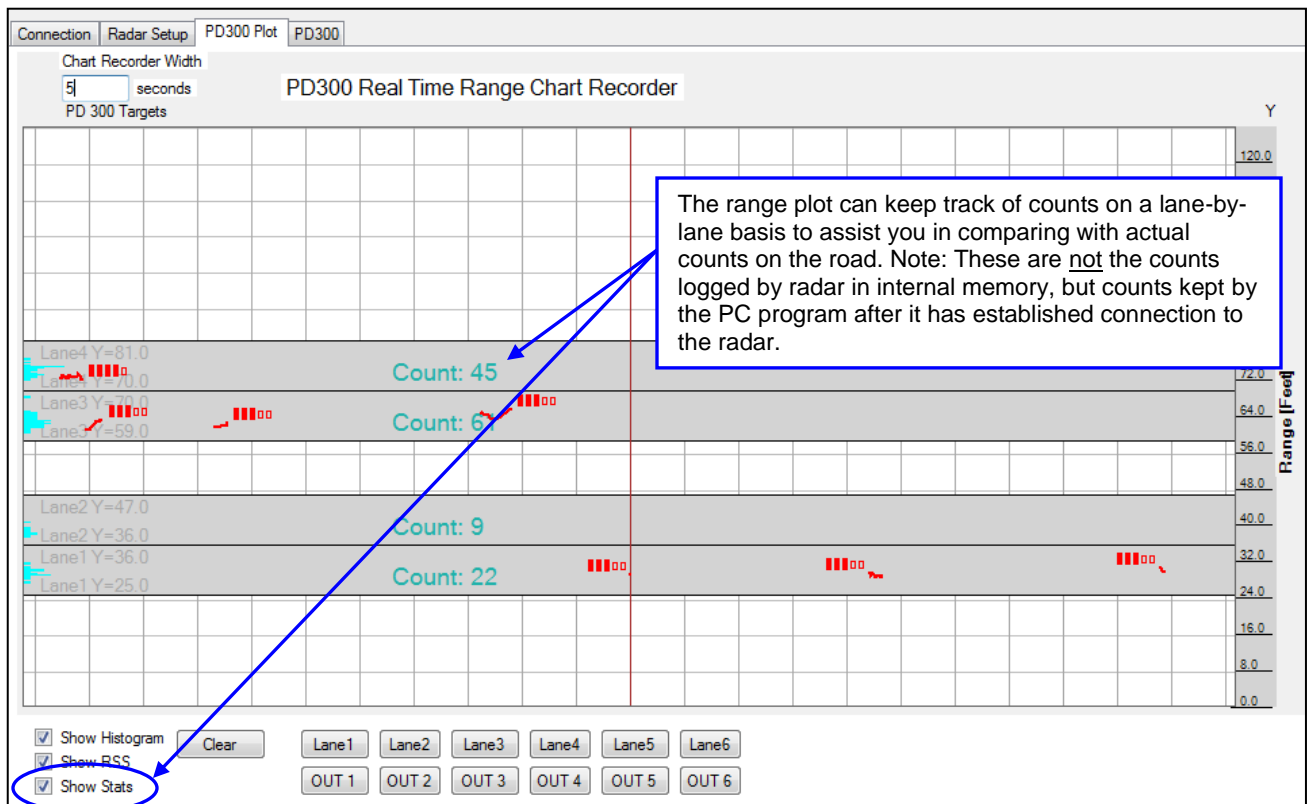 Connection Radar Setup PD300 Plot PD300
Chart Recorder Width
5 seconds
PD300 Real Time Range Chart Recorder
PD 300 Targets
Y
120.0
The range plot can keep track of counts on a lane-by-
lane basis to assist you in comparing with actual
counts on the road. Note: These are not the counts
logged by radar in internal memory, but counts kept by
the PC program after it has established connection to
the radar.
Lane4 Y=81.0
Count: 45
Lane4 Y=70.0
72.0
Lane3 Y=70.0
Count: 61
64.0
Lane3 Y=59.0
56.0
Range [Feet]
48.0
Lane2 Y=47.0
Count: 9
40.0
Lane2 Y=36.0
Lane1 Y=36.0
32.0
Count: 22
Lane1 Y=25.0
24.0
16.0
8.0
0.0
Show Histogram Clear Lane1 Lane2 Lane3 Lane4 Lane5 Lane6
Show RSS
Show Stats OUT 1 OUT 2 OUT 3 OUT 4 OUT 5 OUT 6